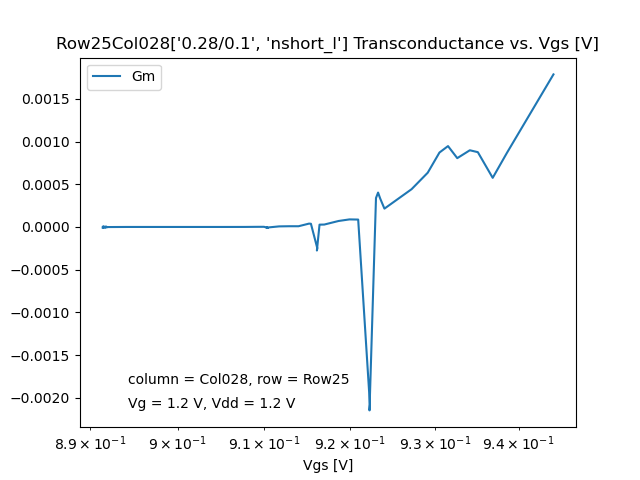 Row25Col028['0.28/0.1', 'nshort_l'] Transconductance vs. Vgs [V]
Gm
0.0015
0.0010
0.0005
0.0000
−0.0005
−0.0010
−0.0015
−0.0020
column = Col028, row = Row25
Vg = 1.2 V, Vdd = 1.2 V
8.9 × 10⁻¹ 9 × 10⁻¹ 9.1 × 10⁻¹ 9.2 × 10⁻¹ 9.3 × 10⁻¹ 9.4 × 10⁻¹
Vgs [V]